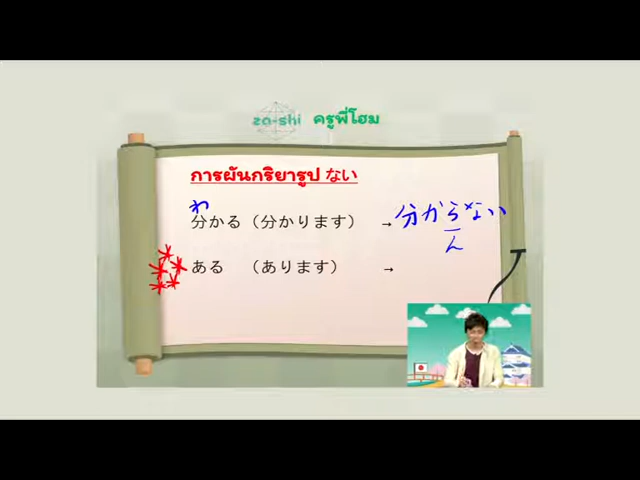 za-shi ครูพี่โฮม
การผันกริยารูป ない
わ
分かる（分かります） → 分からない
ん
ある （あります） →